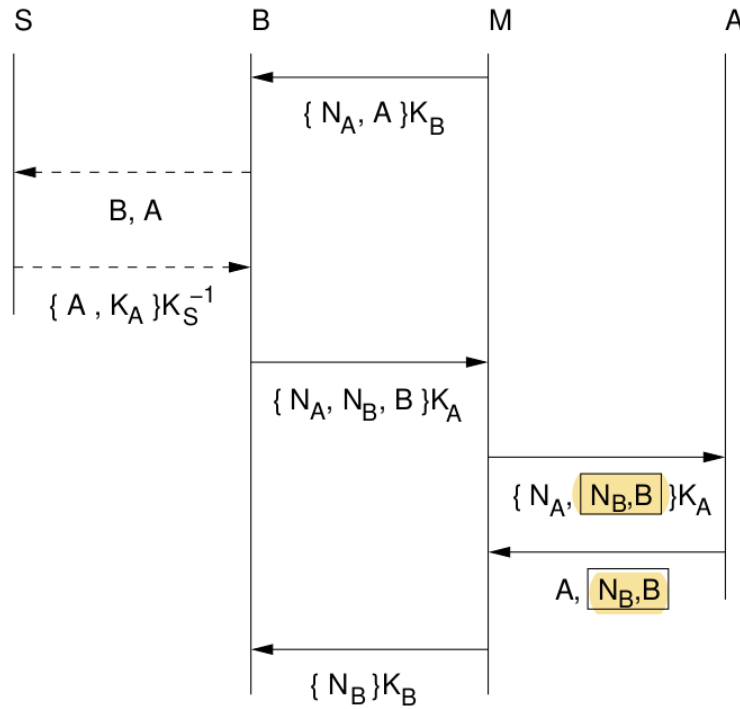 S B M A
{ N_A, A }K_B
B, A
{ A , K_A }K_S^-1
{ N_A, N_B, B }K_A
{ N_A, N_B,B }K_A
A, N_B,B
{ N_B }K_B